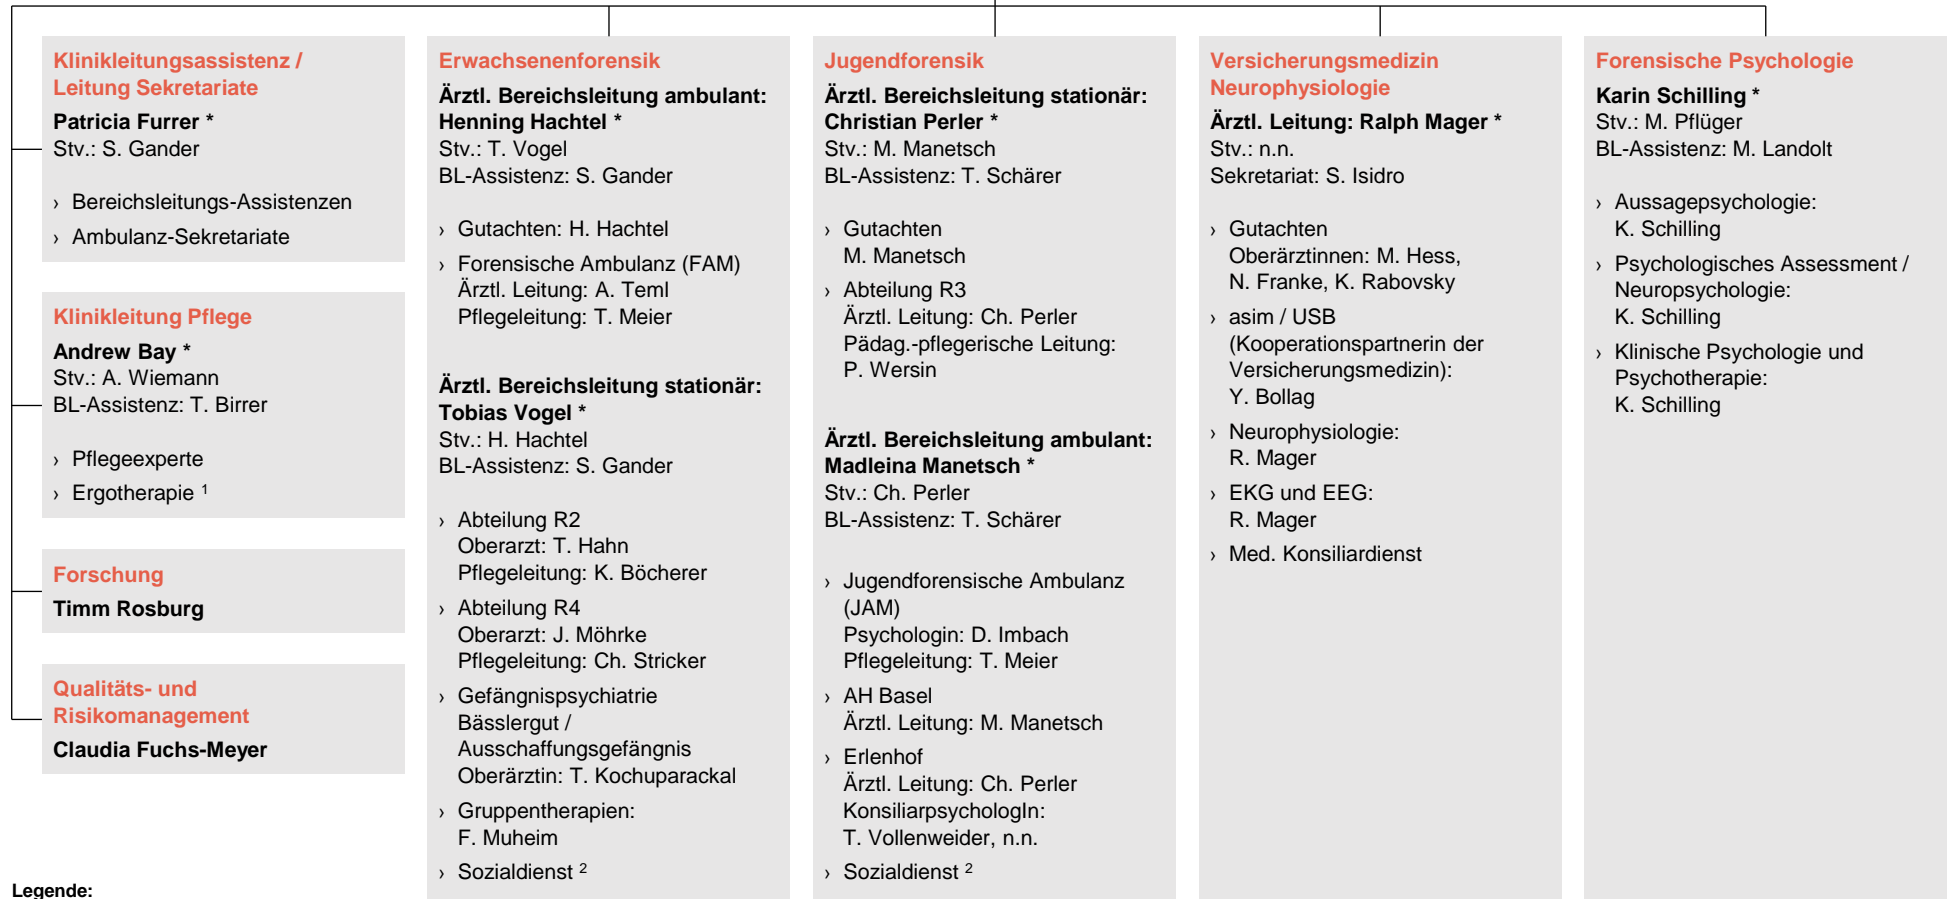 Klinikleitungsassistenz /
Leitung Sekretariate
Patricia Furrer *
Stv.: S. Gander
› Bereichsleitungs-Assistenzen
› Ambulanz-Sekretariate
Klinikleitung Pflege
Andrew Bay *
Stv.: A. Wiemann
BL-Assistenz: T. Birrer
› Pflegeexperte
› Ergotherapie ¹
Forschung
Timm Rosburg
Qualitäts- und
Risikomanagement
Claudia Fuchs-Meyer
Erwachsenenforensik
Ärztl. Bereichsleitung ambulant:
Henning Hachtel *
Stv.: T. Vogel
BL-Assistenz: S. Gander
› Gutachten: H. Hachtel
› Forensische Ambulanz (FAM)
Ärztl. Leitung: A. Teml
Pflegeleitung: T. Meier
Ärztl. Bereichsleitung stationär:
Tobias Vogel *
Stv.: H. Hachtel
BL-Assistenz: S. Gander
› Abteilung R2
Oberarzt: T. Hahn
Pflegeleitung: K. Böcherer
› Abteilung R4
Oberarzt: J. Möhrke
Pflegeleitung: Ch. Stricker
› Gefängnispsychiatrie
Bässlergut /
Ausschaffungsgefängnis
Oberärztin: T. Kochuparackal
› Gruppentherapien:
F. Muheim
› Sozialdienst ²
Jugendforensik
Ärztl. Bereichsleitung stationär:
Christian Perler *
Stv.: M. Manetsch
BL-Assistenz: T. Schärer
› Gutachten
M. Manetsch
› Abteilung R3
Ärztl. Leitung: Ch. Perler
Pädag.-pflegerische Leitung:
P. Wersin
Ärztl. Bereichsleitung ambulant:
Madleina Manetsch *
Stv.: Ch. Perler
BL-Assistenz: T. Schärer
› Jugendforensische Ambulanz
(JAM)
Psychologin: D. Imbach
Pflegeleitung: T. Meier
› AH Basel
Ärztl. Leitung: M. Manetsch
› Erlenhof
Ärztl. Leitung: Ch. Perler
KonsiliarpsychologIn:
T. Vollenweider, n.n.
› Sozialdienst ²
Versicherungsmedizin
Neurophysiologie
Ärztl. Leitung: Ralph Mager *
Stv.: n.n.
Sekretariat: S. Isidro
› Gutachten
Oberärztinnen: M. Hess,
N. Franke, K. Rabovsky
› asim / USB
(Kooperationspartnerin der
Versicherungsmedizin):
Y. Bollag
› Neurophysiologie:
R. Mager
› EKG und EEG:
R. Mager
› Med. Konsiliardienst
Forensische Psychologie
Karin Schilling *
Stv.: M. Pflüger
BL-Assistenz: M. Landolt
› Aussagepsychologie:
K. Schilling
› Psychologisches Assessment /
Neuropsychologie:
K. Schilling
› Klinische Psychologie und
Psychotherapie:
K. Schilling
Legende: